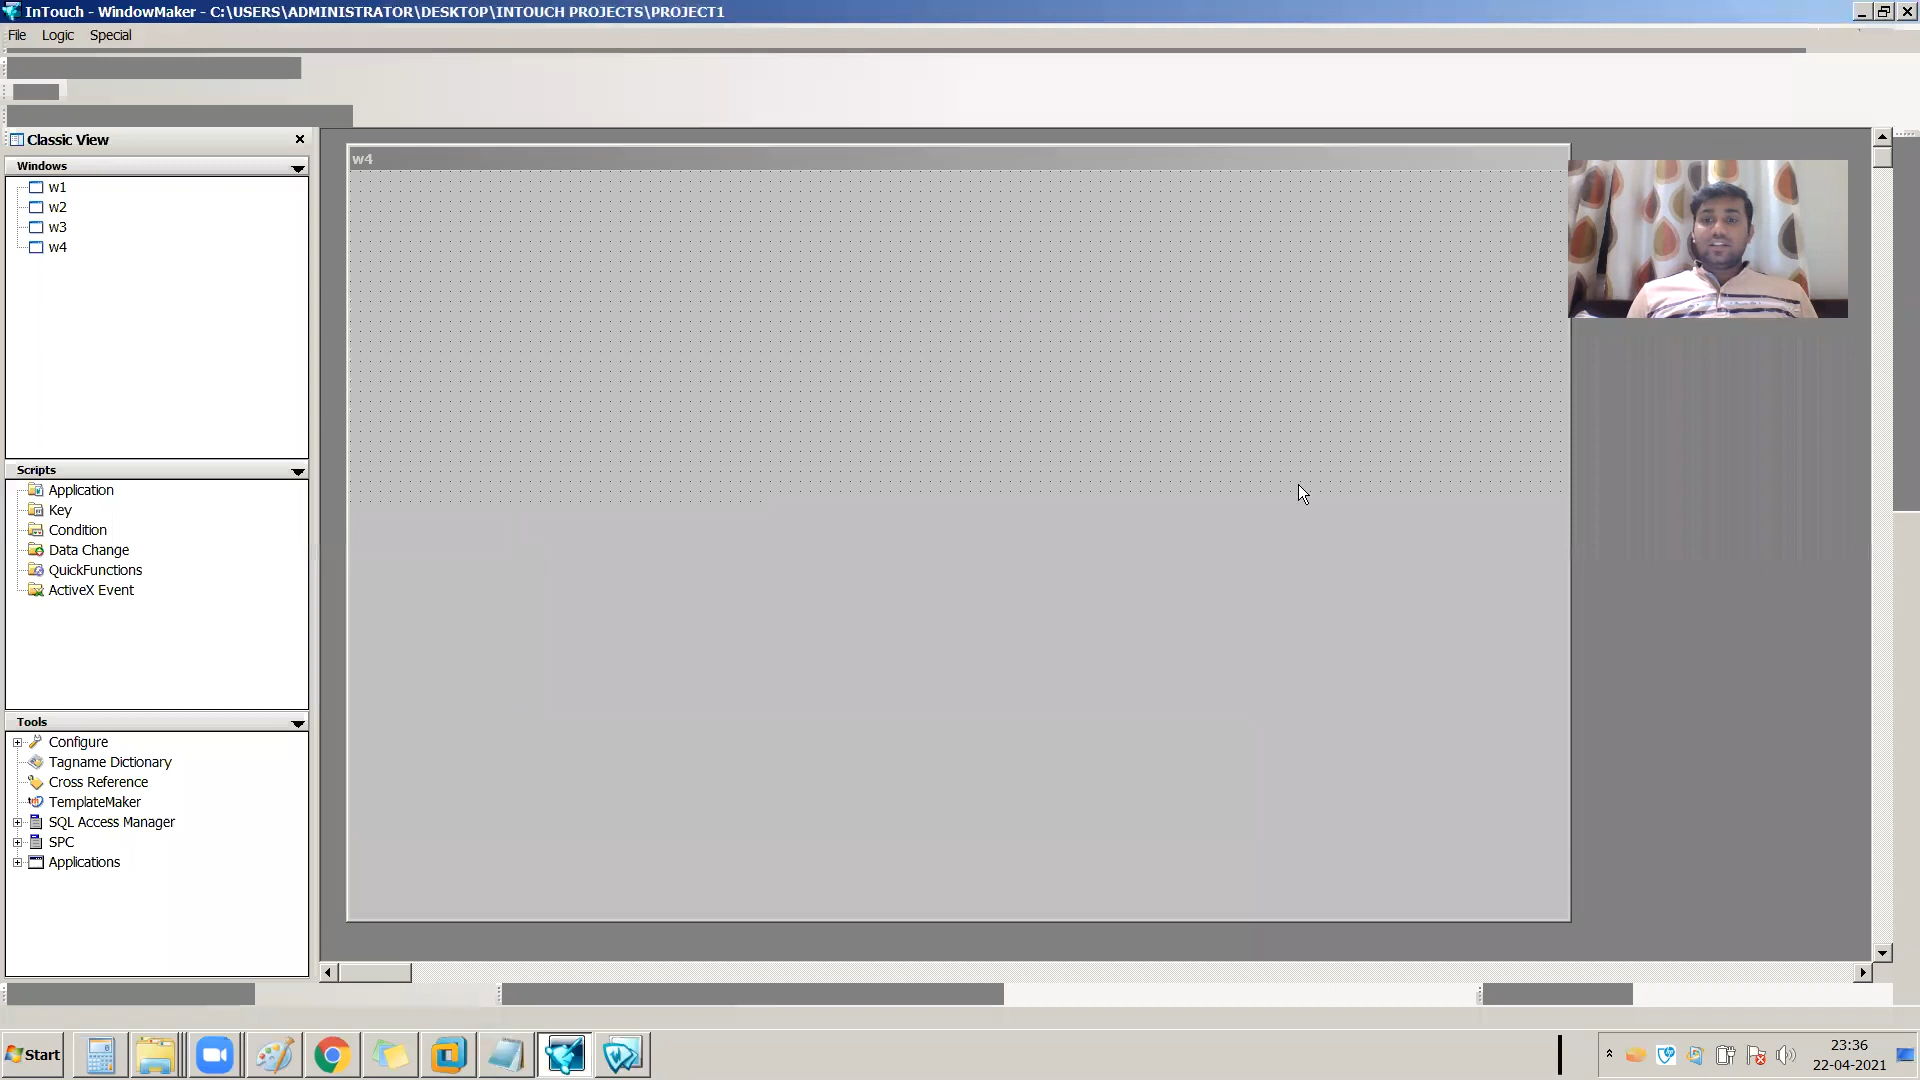 InTouch - WindowMaker - C:\USERS\ADMINISTRATOR\DESKTOP\INTOUCH PROJECTS\PROJECT1
File Logic Special
Classic View
Windows
w1
w2
w3
w4
Scripts
Application
Key
Condition
Data Change
QuickFunctions
ActiveX Event
Tools
Configure
Tagname Dictionary
Cross Reference
TemplateMaker
SQL Access Manager
SPC
Applications
w4
Start
23:36
22-04-2021